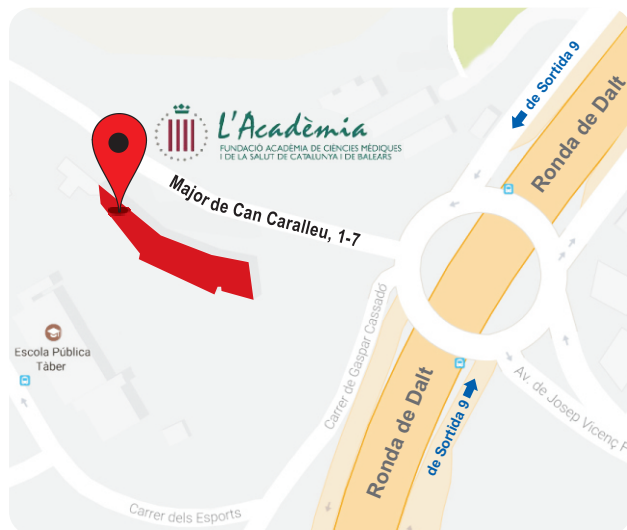 de Sortida 9
Ronda de Dalt
L'Acadèmia
FUNDACIÓ ACADÈMIA DE CIÈNCIES MÈDIQUES
I DE LA SALUT DE CATALUNYA I DE BALEARS
Major de Can Caralleu, 1-7
Carrer de Gaspar Cassadó
Escola Pública
Tàber
Ronda de Dalt
de Sortida 9
Av. de Josep Vicenç F
Carrer dels Esports